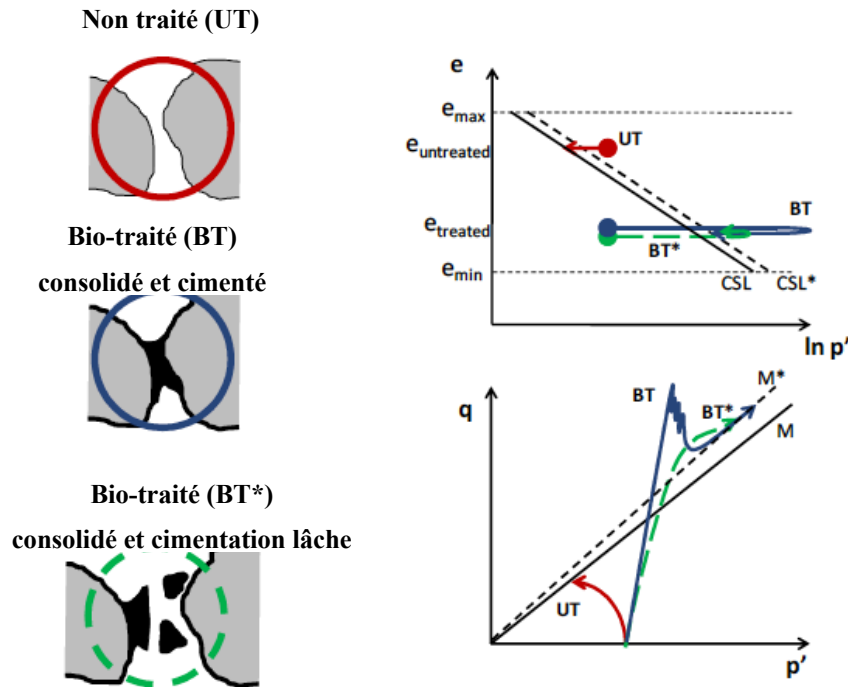 Non traité (UT)
Bio-traité (BT)
consolidé et cimenté
Bio-traité (BT*)
consolidé et cimentation lâche
e
e_max
e_untreated
UT
e_treated
BT
BT*
e_min
CSL
CSL*
ln p'
q
BT
M*
BT*
M
UT
p'